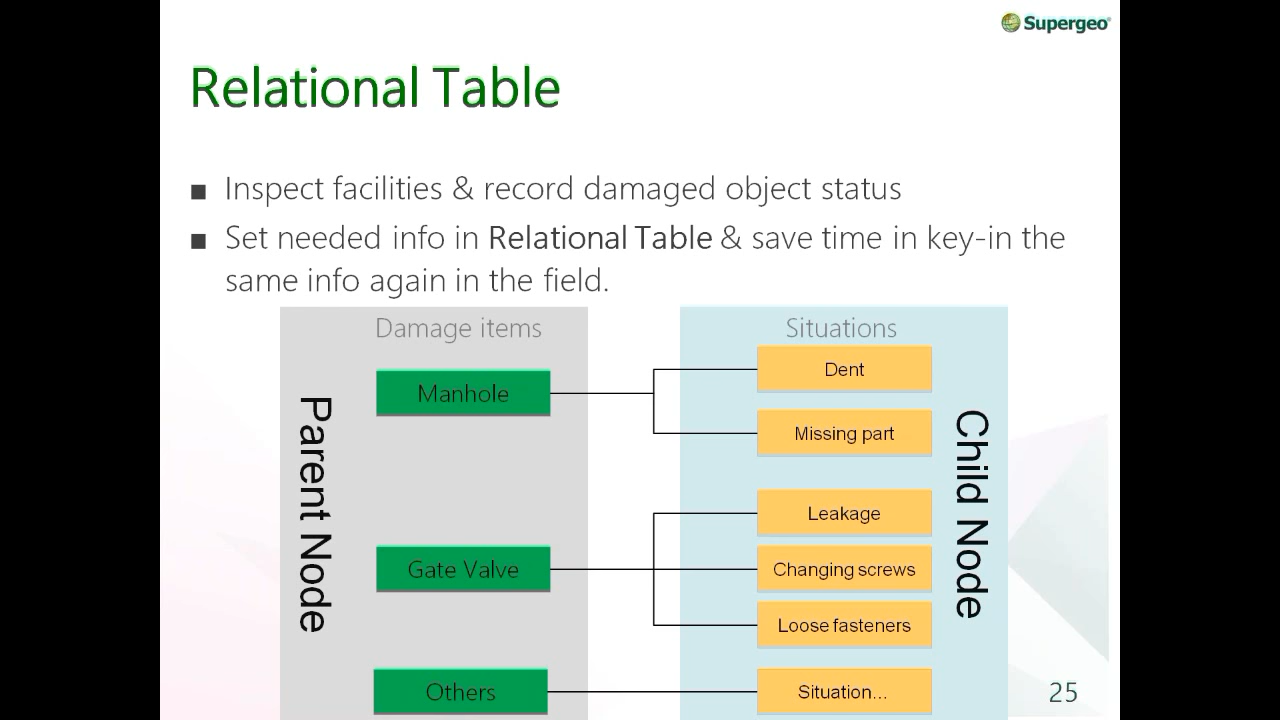 Supergeo®
Relational Table
■ Inspect facilities & record damaged object status
■ Set needed info in Relational Table & save time in key-in the
same info again in the field.
Damage items
Situations
Parent Node
Manhole
Gate Valve
Others
Dent
Missing part
Leakage
Changing screws
Loose fasteners
Situation...
Child Node
25